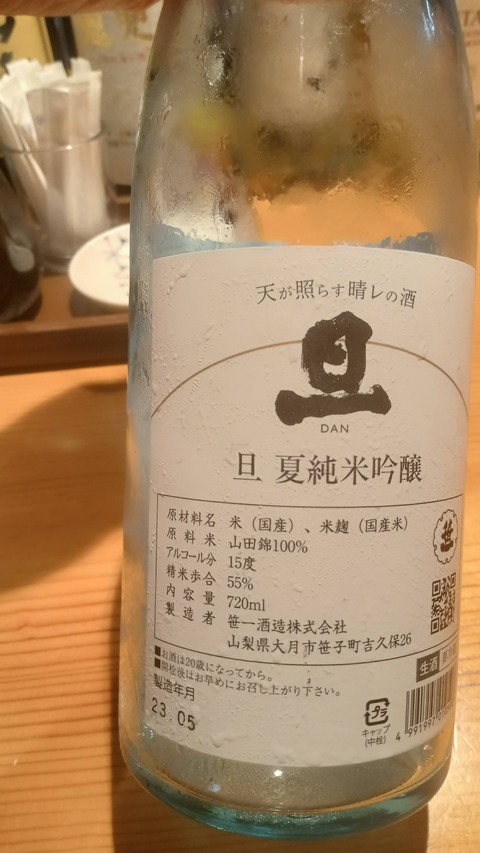 天が照らす晴レの酒
旦
DAN
旦 夏純米吟醸
原材料名 米（国産）、米麹（国産米）
原料米 山田錦100%
アルコール分 15度
精米歩合 55%
内容量 720ml
製造者 笹一酒造株式会社
山梨県大月市笹子町吉久保26
笹
■お酒は20歳になってから。
■開栓後はお早めにお召し上がり下さい。
生酒
製造年月
23.05
プラ
キャップ
(中栓)